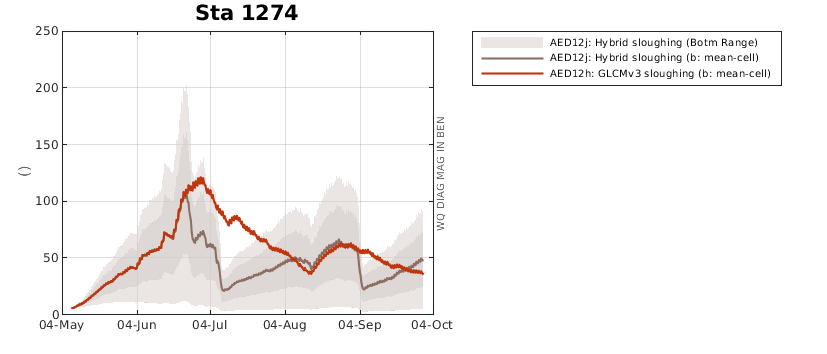 Sta 1274
250
200
150
100
50
0
()
04-May 04-Jun 04-Jul 04-Aug 04-Sep 04-Oct
WQ DIAG MAG IN BEN
AED12j: Hybrid sloughing (Botm Range)
AED12j: Hybrid sloughing (b: mean-cell)
AED12h: GLCMv3 sloughing (b: mean-cell)